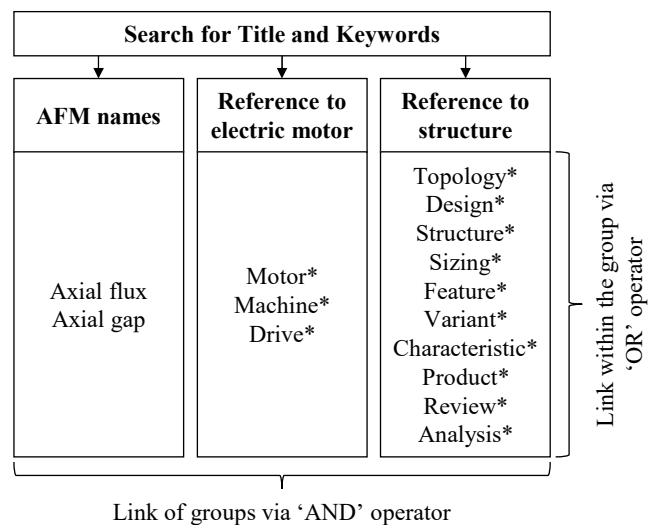 Search for Title and Keywords
AFM names
Reference to
electric motor
Reference to
structure
Axial flux
Axial gap
Motor*
Machine*
Drive*
Topology*
Design*
Structure*
Sizing*
Feature*
Variant*
Characteristic*
Product*
Review*
Analysis*
Link within the group via
‘OR’ operator
Link of groups via ‘AND’ operator